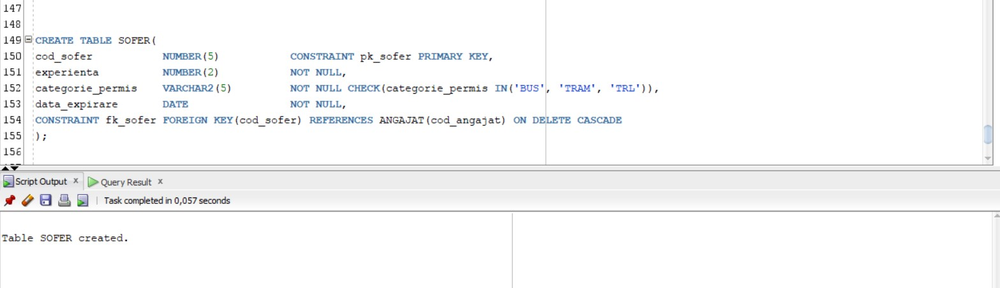 147
148
149 CREATE TABLE SOFER(
150 cod_sofer NUMBER(5) CONSTRAINT pk_sofer PRIMARY KEY,
151 experienta NUMBER(2) NOT NULL,
152 categorie_permis VARCHAR2(5) NOT NULL CHECK(categorie_permis IN('BUS', 'TRAM', 'TRL')),
153 data_expirare DATE NOT NULL,
154 CONSTRAINT fk_sofer FOREIGN KEY(cod_sofer) REFERENCES ANGAJAT(cod_angajat) ON DELETE CASCADE
155 );
156
Script Output x Query Result x
Task completed in 0,057 seconds
Table SOFER created.